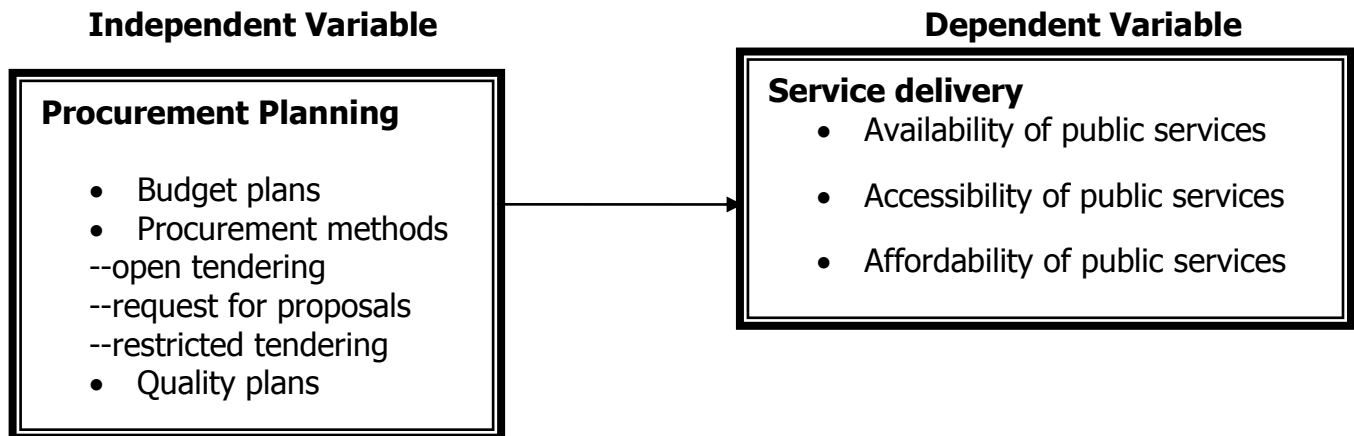 Independent Variable
Procurement Planning
• Budget plans
• Procurement methods
--open tendering
--request for proposals
--restricted tendering
• Quality plans
Dependent Variable
Service delivery
• Availability of public services
• Accessibility of public services
• Affordability of public services